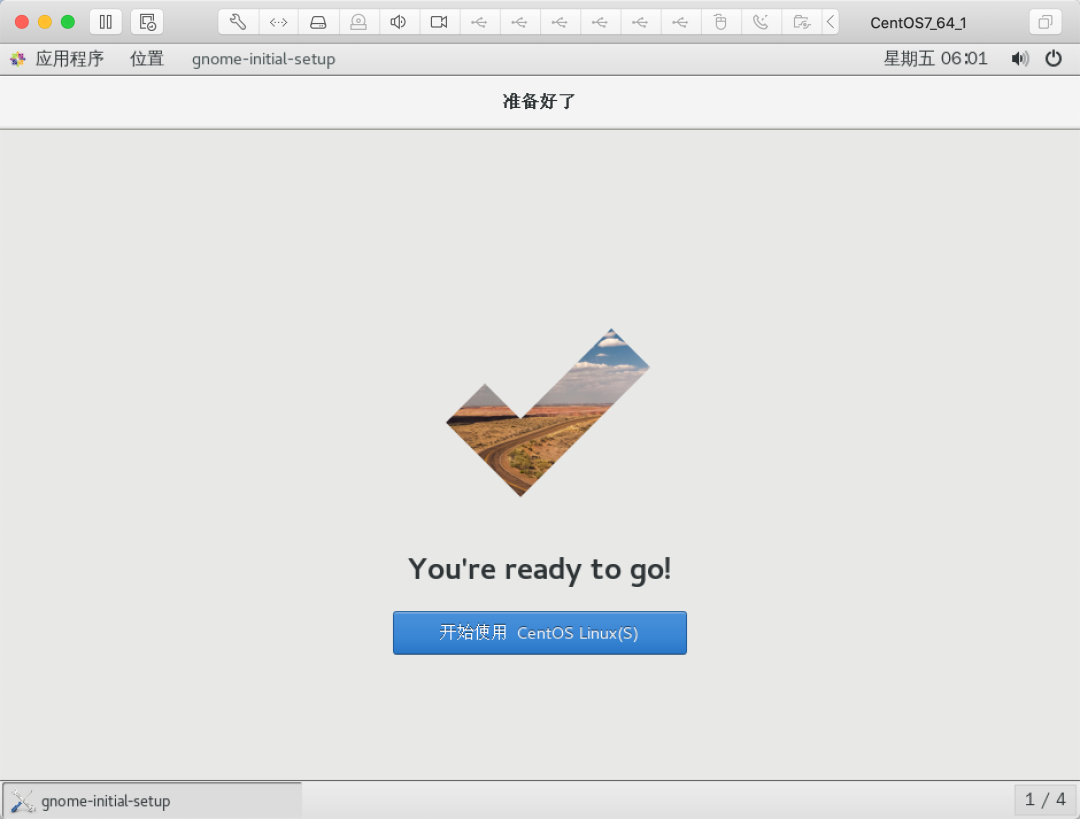 CentOS7_64_1
应用程序 位置 gnome-initial-setup 星期五 06:01
准备好了
You're ready to go!
开始使用 CentOS Linux(S)
gnome-initial-setup 1 / 4